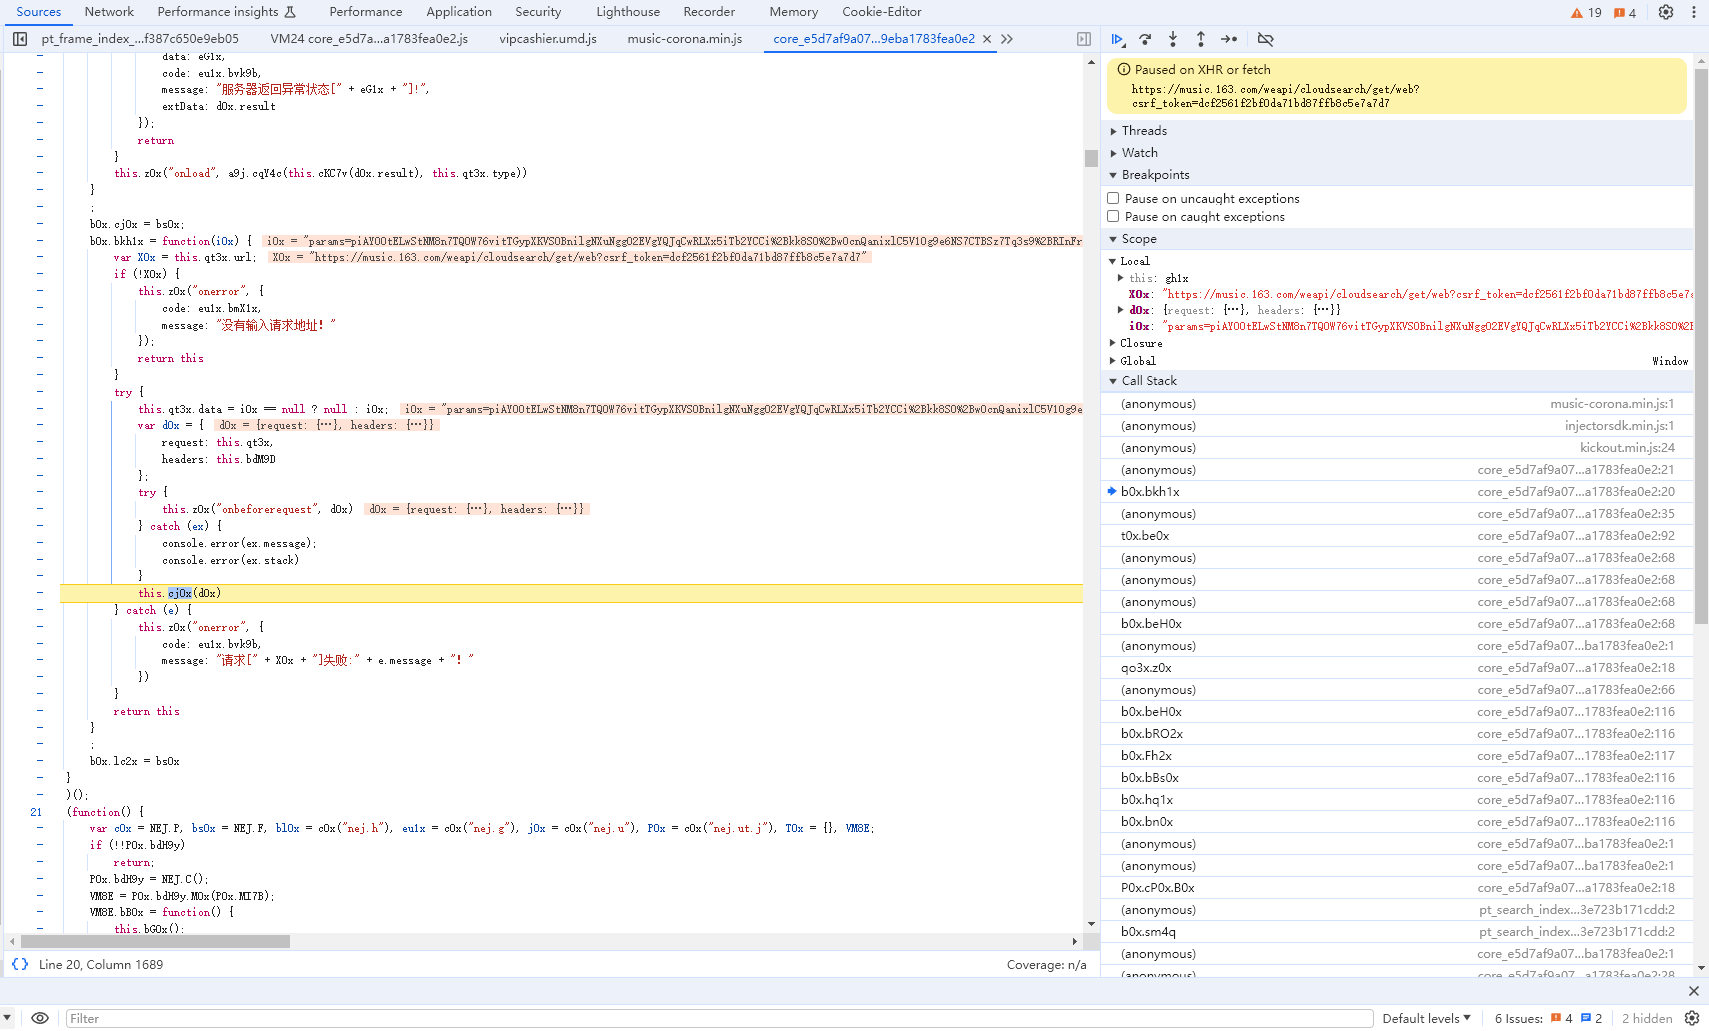 Sources Network Performance insights Performance Application Security Lighthouse Recorder Memory Cookie-Editor 19 4
pt_frame_index_...f387c650e9eb05 VM24 core_e5d7a...a1783fea0e2.js vipcashier.umd.js music-corona.min.js core_e5d7af9a07...9eba1783fea0e2
data: eG1x,
code: eu1x.bvk9b,
message: "服务器返回异常状态[" + eG1x + "]!",
extData: d0x.result
});
return
}
this.z0x("onload", a9j.cqY4c(this.cKC7v(d0x.result), this.qt3x.type))
}
;
b0x.cj0x = bs0x;
b0x.bkh1x = function(i0x) {
var X0x = this.qt3x.url; X0x = "https://music.163.com/weapi/cloudsearch/get/web?csrf_token=dcf2561f2bf0da71bd87ffb8c5e7a7d7"
if (!X0x) {
this.z0x("onerror", {
code: eu1x.bmX1x,
message: "没有输入请求地址！"
});
return this
}
try {
this.qt3x.data = i0x == null ? null : i0x;
var d0x = { d0x = {request: {…}, headers: {…}}
request: this.qt3x,
headers: this.bdM9D
};
try {
this.z0x("onbeforerequest", d0x) d0x = {request: {…}, headers: {…}}
} catch (ex) {
console.error(ex.message);
console.error(ex.stack)
}
this.cj0x(d0x)
} catch (e) {
this.z0x("onerror", {
code: eu1x.bvk9b,
message: "请求[" + X0x + "]失败:" + e.message + "！"
})
}
return this
}
;
b0x.lc2x = bs0x
}
)();
21 (function() {
var c0x = NEJ.P, bs0x = NEJ.F, bl0x = c0x("nej.h"), eu1x = c0x("nej.g"), j0x = c0x("nej.u"), P0x = c0x("nej.ut.j"), T0x = {}, VM8E;
if (!!P0x.bdH9y)
return;
P0x.bdH9y = NEJ.C();
VM8E = P0x.bdH9y.M0x(P0x.MI7B);
VM8E.bB0x = function() {
this.bG0x();
{} Line 20, Column 1689 Coverage: n/a
Paused on XHR or fetch
https://music.163.com/weapi/cloudsearch/get/web?
csrf_token=dcf2561f2bf0da71bd87ffb8c5e7a7d7
Threads
Watch
Breakpoints
Pause on uncaught exceptions
Pause on caught exceptions
Scope
Local
this: gh1x
X0x: "https://music.163.com/weapi/cloudsearch/get/web?csrf_token=dcf2561f2bf0da71bd87ffb8c5e7a
d0x: {request: {…}, headers: {…}}
Closure
Global Window
Call Stack
(anonymous) music-corona.min.js:1
(anonymous) injectorsdk.min.js:1
(anonymous) kickout.min.js:24
(anonymous) core_e5d7af9a07...a1783fea0e2:21
b0x.bkh1x core_e5d7af9a07...a1783fea0e2:20
(anonymous) core_e5d7af9a07...a1783fea0e2:35
t0x.be0x core_e5d7af9a07...a1783fea0e2:92
(anonymous) core_e5d7af9a07...a1783fea0e2:68
(anonymous) core_e5d7af9a07...a1783fea0e2:68
(anonymous) core_e5d7af9a07...a1783fea0e2:68
b0x.beH0x core_e5d7af9a07...a1783fea0e2:68
(anonymous) core_e5d7af9a07...ba1783fea0e2:1
qo3x.z0x core_e5d7af9a07...a1783fea0e2:18
(anonymous) core_e5d7af9a07...a1783fea0e2:66
b0x.beH0x core_e5d7af9a07...1783fea0e2:116
b0x.bRO2x core_e5d7af9a07...1783fea0e2:116
b0x.Fh2x core_e5d7af9a07...1783fea0e2:117
b0x.bBs0x core_e5d7af9a07...1783fea0e2:116
b0x.hq1x core_e5d7af9a07...1783fea0e2:116
b0x.bn0x core_e5d7af9a07...1783fea0e2:116
(anonymous) core_e5d7af9a07...ba1783fea0e2:1
(anonymous) core_e5d7af9a07...ba1783fea0e2:1
P0x.cP0x.B0x core_e5d7af9a07...a1783fea0e2:18
(anonymous) pt_search_index...3e723b171cdd:2
b0x.sm4q pt_search_index...3e723b171cdd:2
(anonymous) core_e5d7af9a07...ba1783fea0e2:1
(anonymous) core_e5d7af9a07...a1783fea0e2:28
Filter Default levels 6 Issues: 4 2 2 hidden